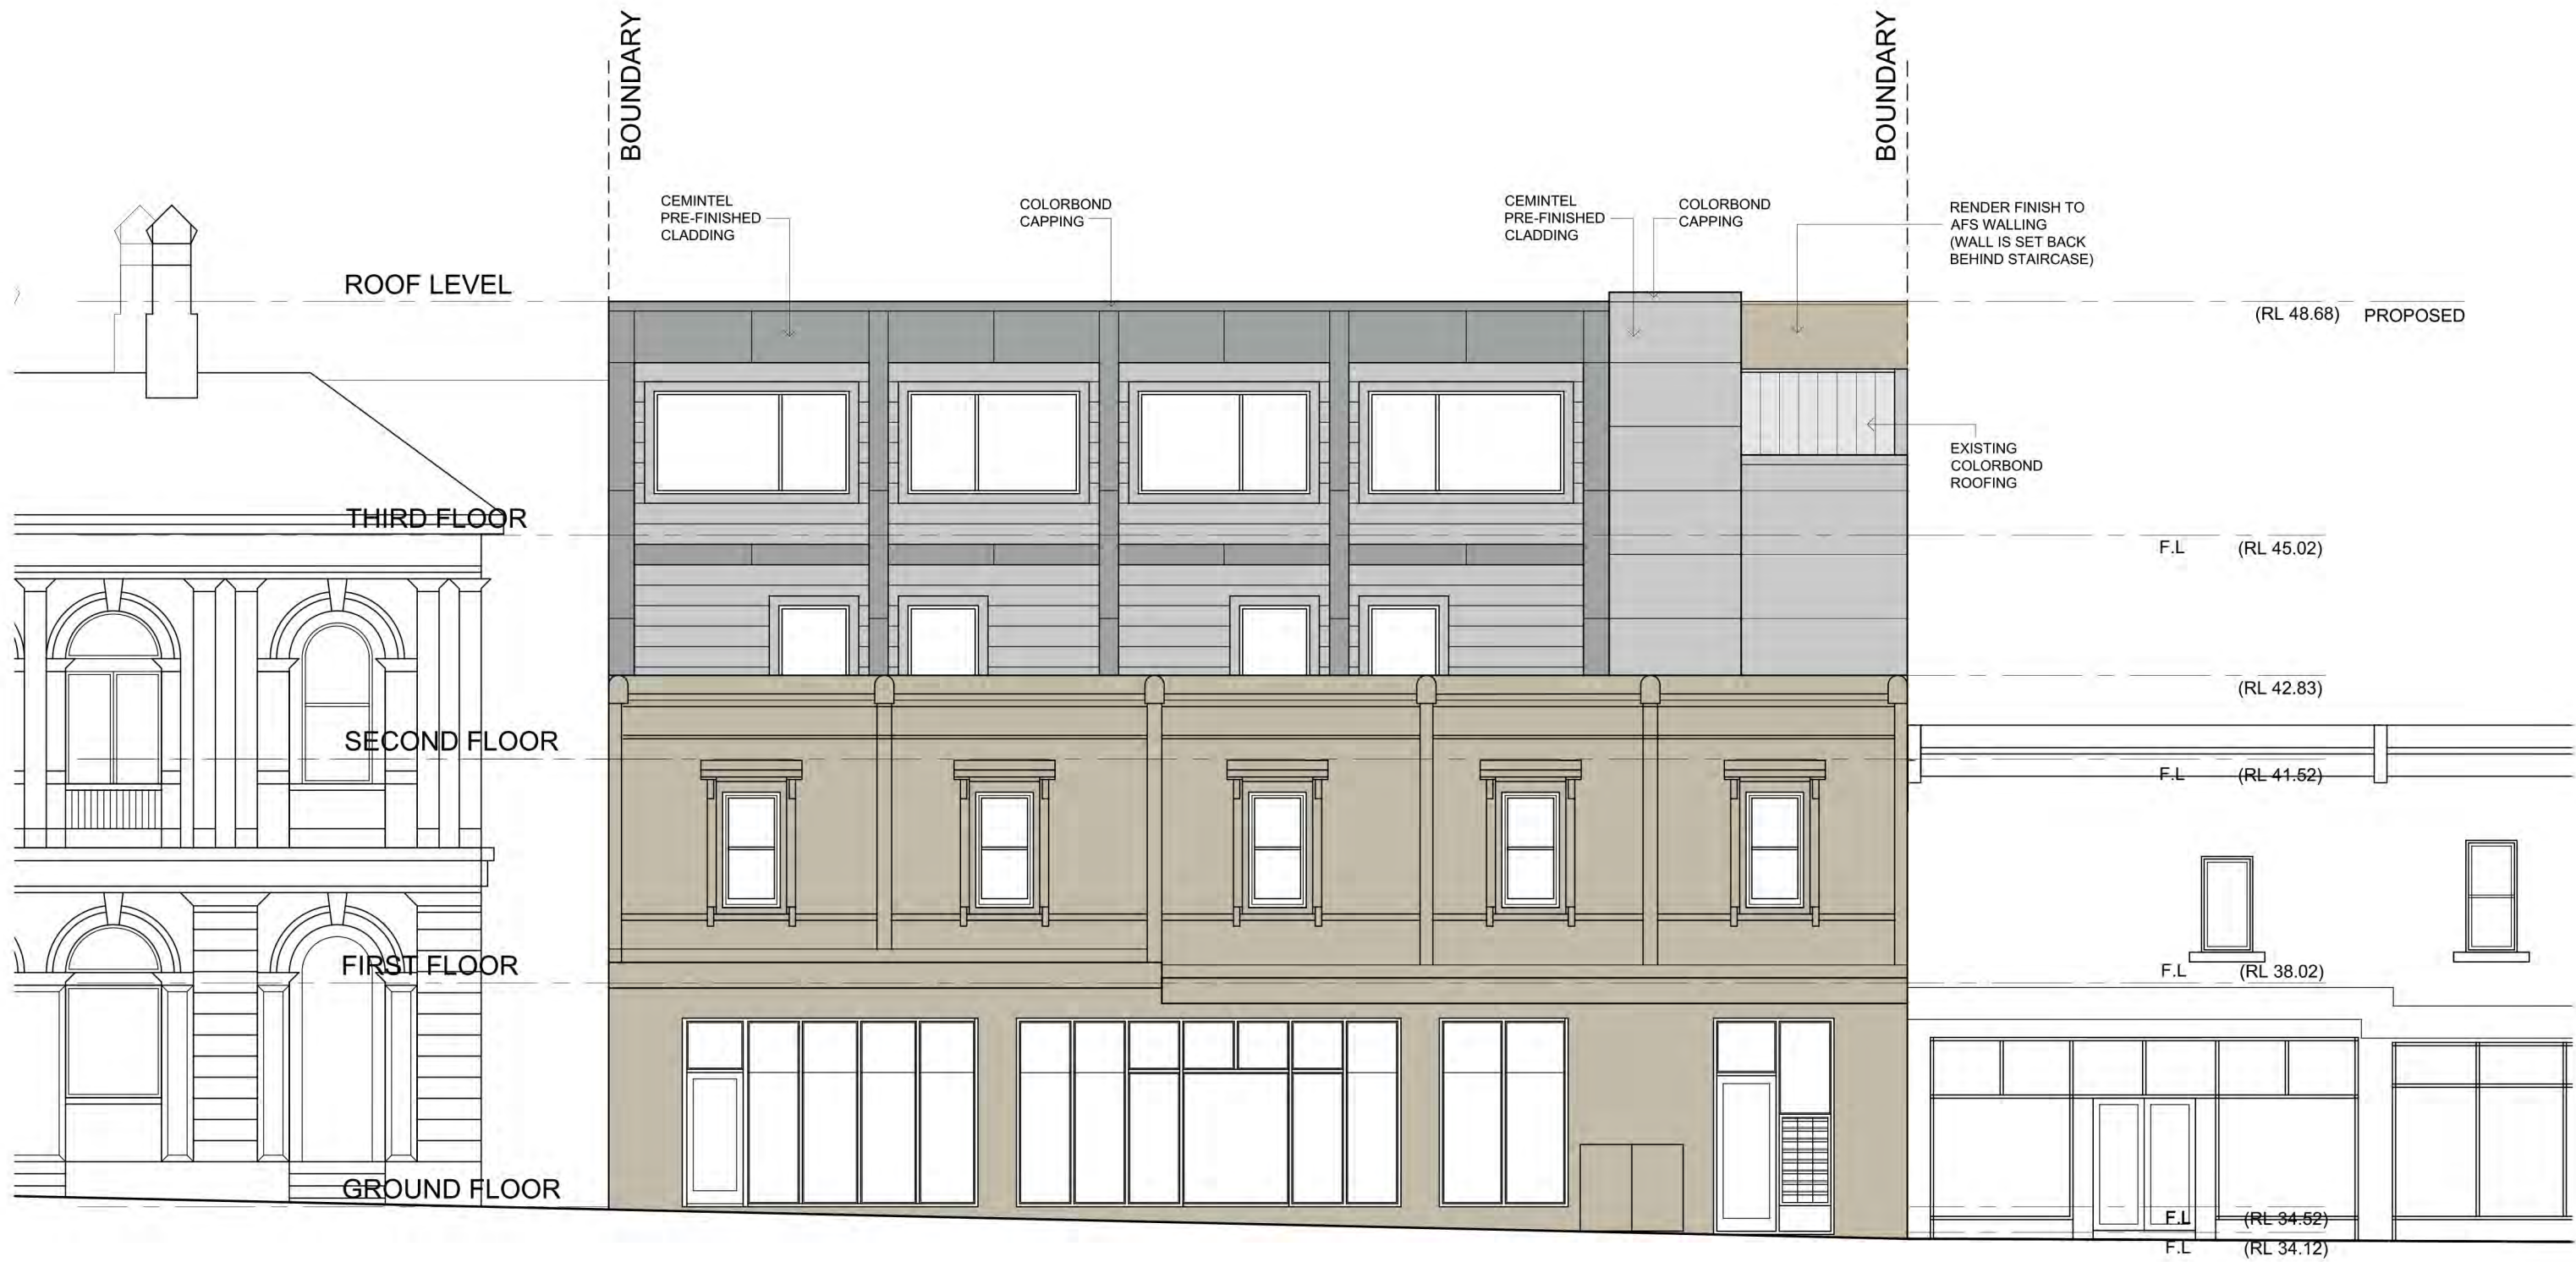 BOUNDARY
BOUNDARY
CEMINTEL
PRE-FINISHED
CLADDING
COLORBOND
CAPPING
CEMINTEL
PRE-FINISHED
CLADDING
COLORBOND
CAPPING
RENDER FINISH TO
AFS WALLING
(WALL IS SET BACK
BEHIND STAIRCASE)
ROOF LEVEL
(RL 48.68) PROPOSED
EXISTING
COLORBOND
ROOFING
THIRD FLOOR
F.L (RL 45.02)
(RL 42.83)
SECOND FLOOR
F.L (RL 41.52)
FIRST FLOOR
F.L (RL 38.02)
GROUND FLOOR
F.L (RL 34.52)
F.L (RL 34.12)